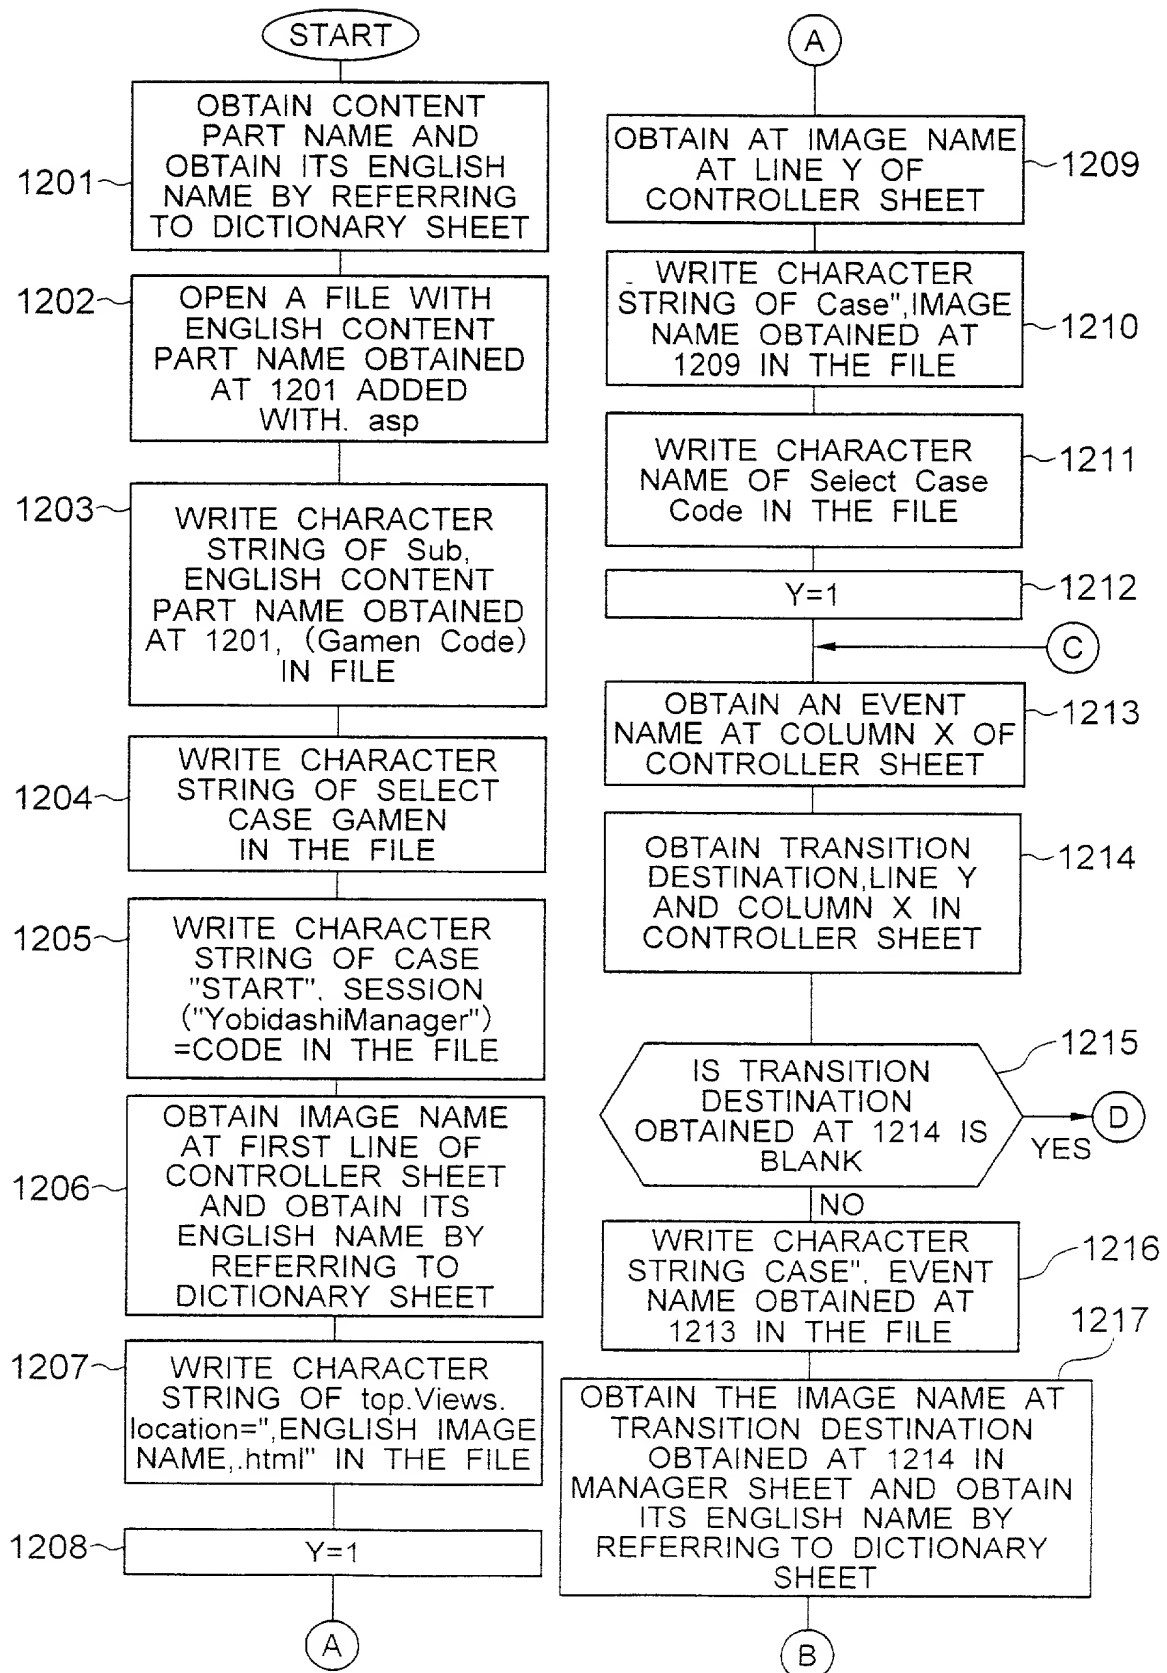 START
1201
OBTAIN CONTENT
PART NAME AND
OBTAIN ITS ENGLISH
NAME BY REFERRING
TO DICTIONARY SHEET
1202
OPEN A FILE WITH
ENGLISH CONTENT
PART NAME OBTAINED
AT 1201 ADDED
WITH. asp
1203
WRITE CHARACTER
STRING OF Sub,
ENGLISH CONTENT
PART NAME OBTAINED
AT 1201, (Gamen Code)
IN FILE
1204
WRITE CHARACTER
STRING OF SELECT
CASE GAMEN
IN THE FILE
1205
WRITE CHARACTER
STRING OF CASE
"START". SESSION
("YobidashiManager")
=CODE IN THE FILE
1206
OBTAIN IMAGE NAME
AT FIRST LINE OF
CONTROLLER SHEET
AND OBTAIN ITS
ENGLISH NAME BY
REFERRING TO
DICTIONARY SHEET
1207
WRITE CHARACTER
STRING OF top.Views.
location=",ENGLISH IMAGE
NAME,.html" IN THE FILE
1208
Y=1
A
A
OBTAIN AT IMAGE NAME
AT LINE Y OF
CONTROLLER SHEET
1209
WRITE CHARACTER
STRING OF Case",IMAGE
NAME OBTAINED AT
1209 IN THE FILE
1210
WRITE CHARACTER
NAME OF Select Case
Code IN THE FILE
1211
Y=1
1212
C
OBTAIN AN EVENT
NAME AT COLUMN X OF
CONTROLLER SHEET
1213
OBTAIN TRANSITION
DESTINATION,LINE Y
AND COLUMN X IN
CONTROLLER SHEET
1214
IS TRANSITION
DESTINATION
OBTAINED AT 1214 IS
BLANK
1215
D
YES
NO
WRITE CHARACTER
STRING CASE". EVENT
NAME OBTAINED AT
1213 IN THE FILE
1216
1217
OBTAIN THE IMAGE NAME AT
TRANSITION DESTINATION
OBTAINED AT 1214 IN
MANAGER SHEET AND OBTAIN
ITS ENGLISH NAME BY
REFERRING TO DICTIONARY
SHEET
B